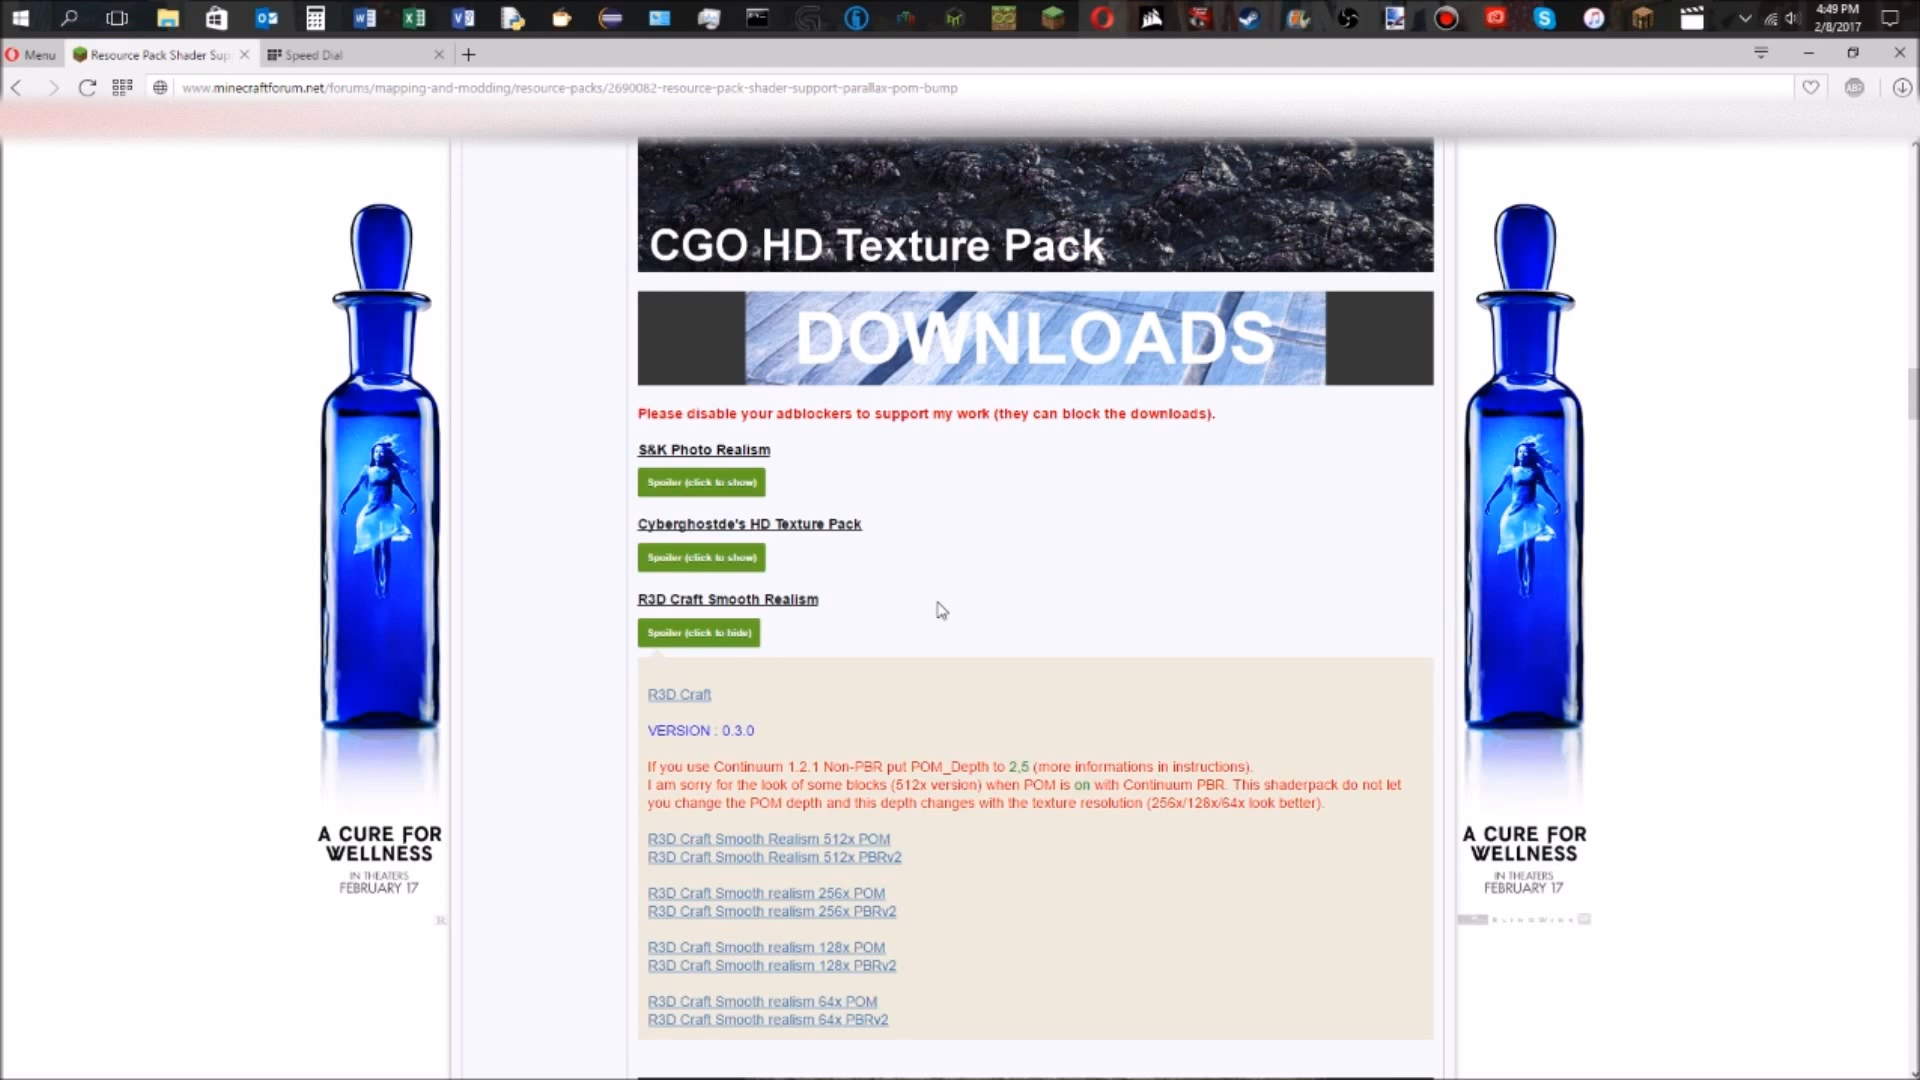 4:49 PM
2/8/2017
Menu
Resource Pack Shader Sup
Speed Dial
www.minecraftforum.net/forums/mapping-and-modding/resource-packs/2690082-resource-pack-shader-support-parallax-pom-bump
ABP
CGO HD Texture Pack
DOWNLOADS
Please disable your adblockers to support my work (they can block the downloads).
S&K Photo Realism
Spoiler (click to show)
Cyberghostde's HD Texture Pack
Spoiler (click to show)
R3D Craft Smooth Realism
Spoiler (click to hide)
R3D Craft
VERSION : 0.3.0
If you use Continuum 1.2.1 Non-PBR put POM_Depth to 2,5 (more informations in instructions).
I am sorry for the look of some blocks (512x version) when POM is on with Continuum PBR. This shaderpack do not let
you change the POM depth and this depth changes with the texture resolution (256x/128x/64x look better).
R3D Craft Smooth Realism 512x POM
R3D Craft Smooth Realism 512x PBRv2
R3D Craft Smooth realism 256x POM
R3D Craft Smooth realism 256x PBRv2
R3D Craft Smooth realism 128x POM
R3D Craft Smooth realism 128x PBRv2
R3D Craft Smooth realism 64x POM
R3D Craft Smooth realism 64x PBRv2
A CURE FOR
WELLNESS
IN THEATERS
FEBRUARY 17
R
A CURE FOR
WELLNESS
IN THEATERS
FEBRUARY 17